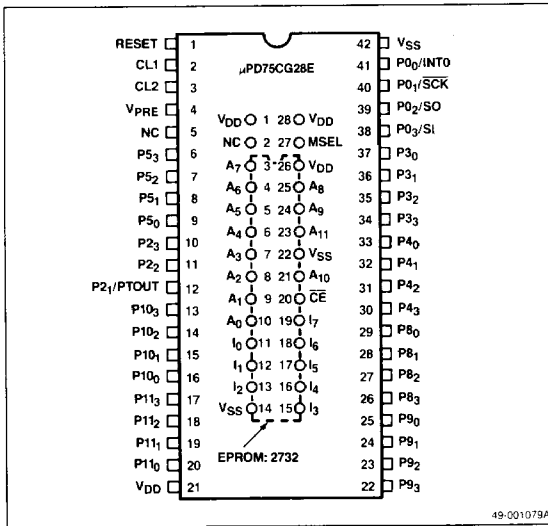 µPD75CG28E
RESET 1 42 VSS
CL1 2 41 P00/INT0
CL2 3 40 P01/SCK
VPRE 4 39 P02/SO
NC 5 38 P03/SI
P53 6 37 P30
P52 7 36 P31
P51 8 35 P32
P50 9 34 P33
P23 10 33 P40
P22 11 32 P41
P21/PTOUT 12 31 P42
P103 13 30 P43
P102 14 29 P80
P101 15 28 P81
P100 16 27 P82
P113 17 26 P83
P112 18 25 P90
P111 19 24 P91
P110 20 23 P92
VDD 21 22 P93
VDD 1 28 VDD
NC 2 27 MSEL
A7 3 26 VDD
A6 4 25 A8
A5 5 24 A9
A4 6 23 A11
A3 7 22 VSS
A2 8 21 A10
A1 9 20 CE
A0 10 19 I7
I0 11 18 I6
I1 12 17 I5
I2 13 16 I4
VSS 14 15 I3
EPROM: 2732
49-001079A